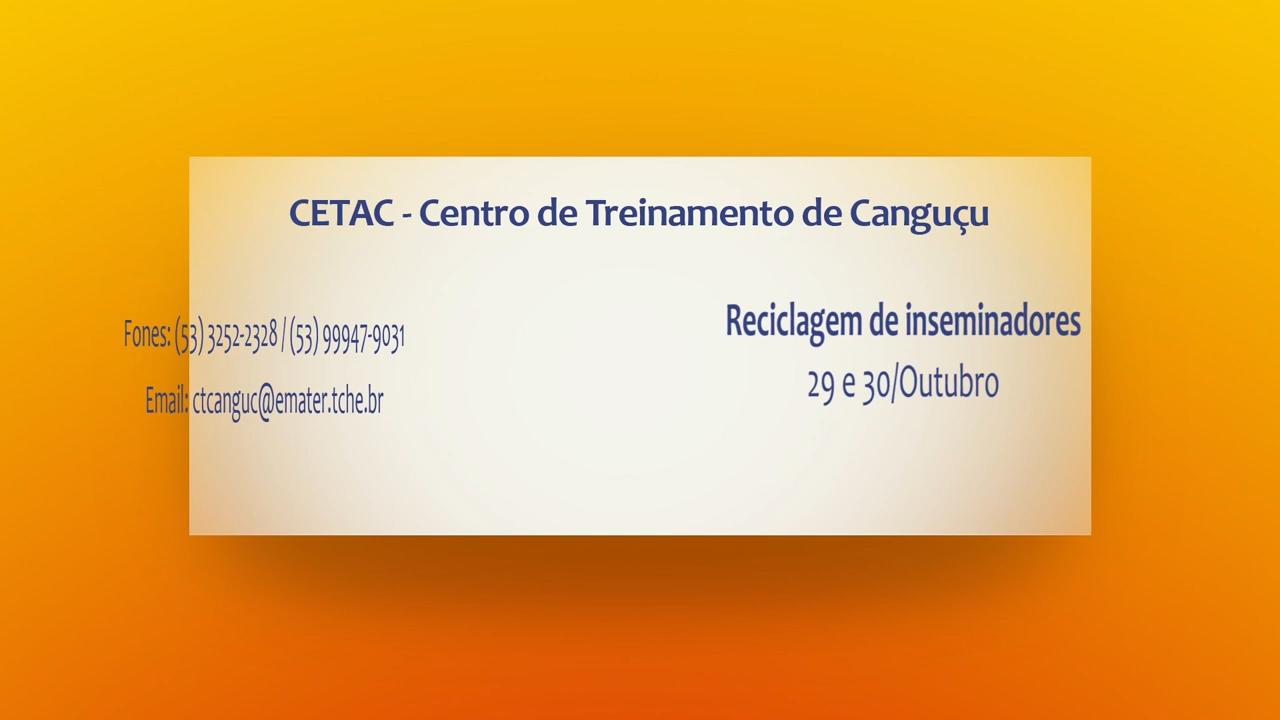 CETAC - Centro de Treinamento de Canguçu
Fones: (53) 3252-2328 / (53) 99947-9031
Email: ctcanguc@emater.tche.br
Reciclagem de inseminadores
29 e 30/Outubro